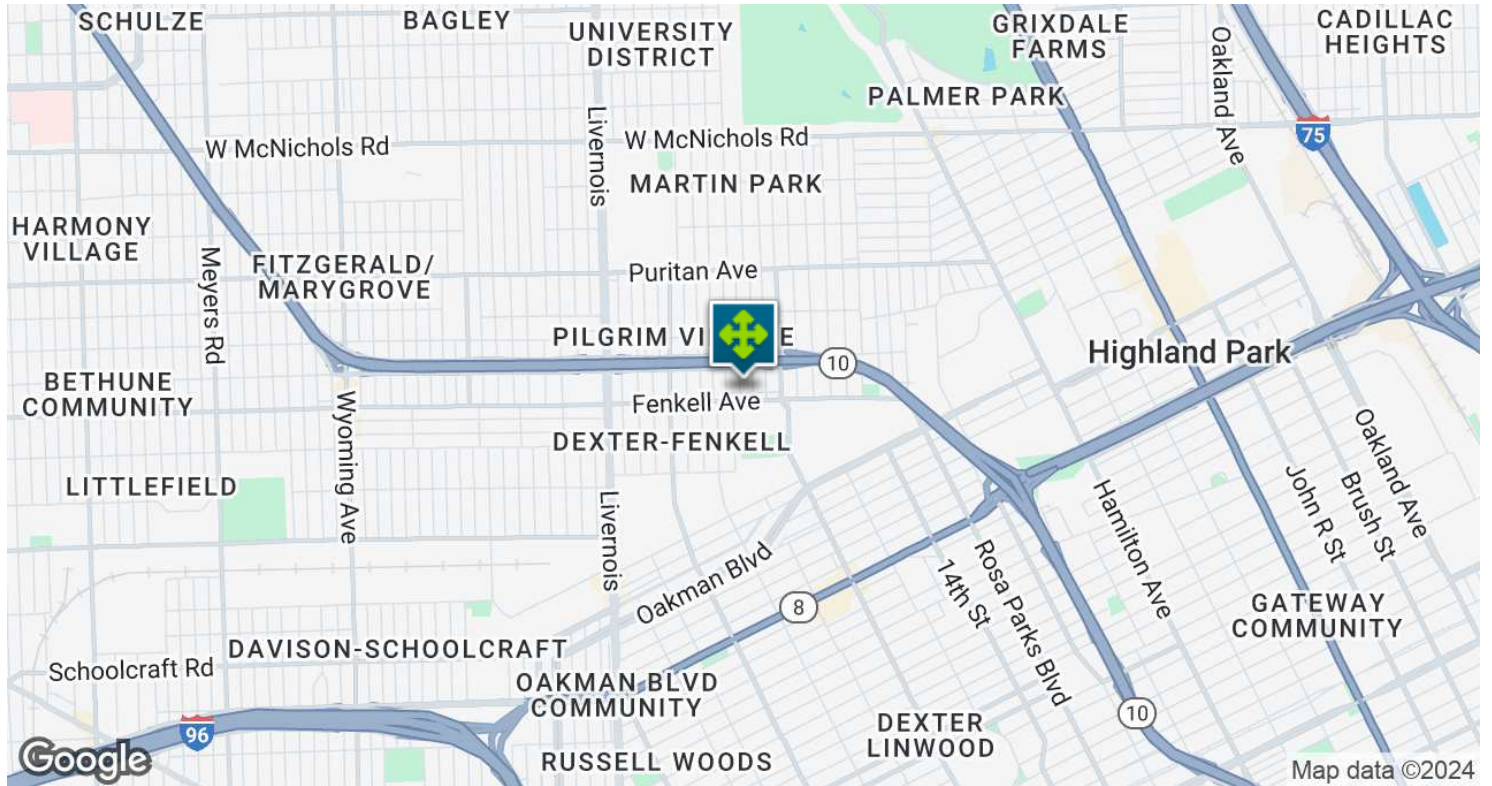 SCHULZE
BAGLEY
UNIVERSITY
DISTRICT
GRIXDALE
FARMS
CADILLAC
HEIGHTS
Oakland Ave
PALMER PARK
Livernois
W McNichols Rd
W McNichols Rd
75
MARTIN PARK
HARMONY
VILLAGE
Meyers Rd
FITZGERALD/
MARYGROVE
Puritan Ave
PILGRIM VI
E
10
Highland Park
BETHUNE
COMMUNITY
Wyoming Ave
Fenkell Ave
DEXTER-FENKELL
Oakland Ave
LITTLEFIELD
Livernois
Hamilton Ave
John R St
Brush St
Oakman Blvd
14th St
Rosa Parks Blvd
8
GATEWAY
COMMUNITY
DAVISON-SCHOOLCRAFT
Schoolcraft Rd
OAKMAN BLVD
COMMUNITY
96
DEXTER
LINWOOD
10
RUSSELL WOODS
Google
Map data ©2024